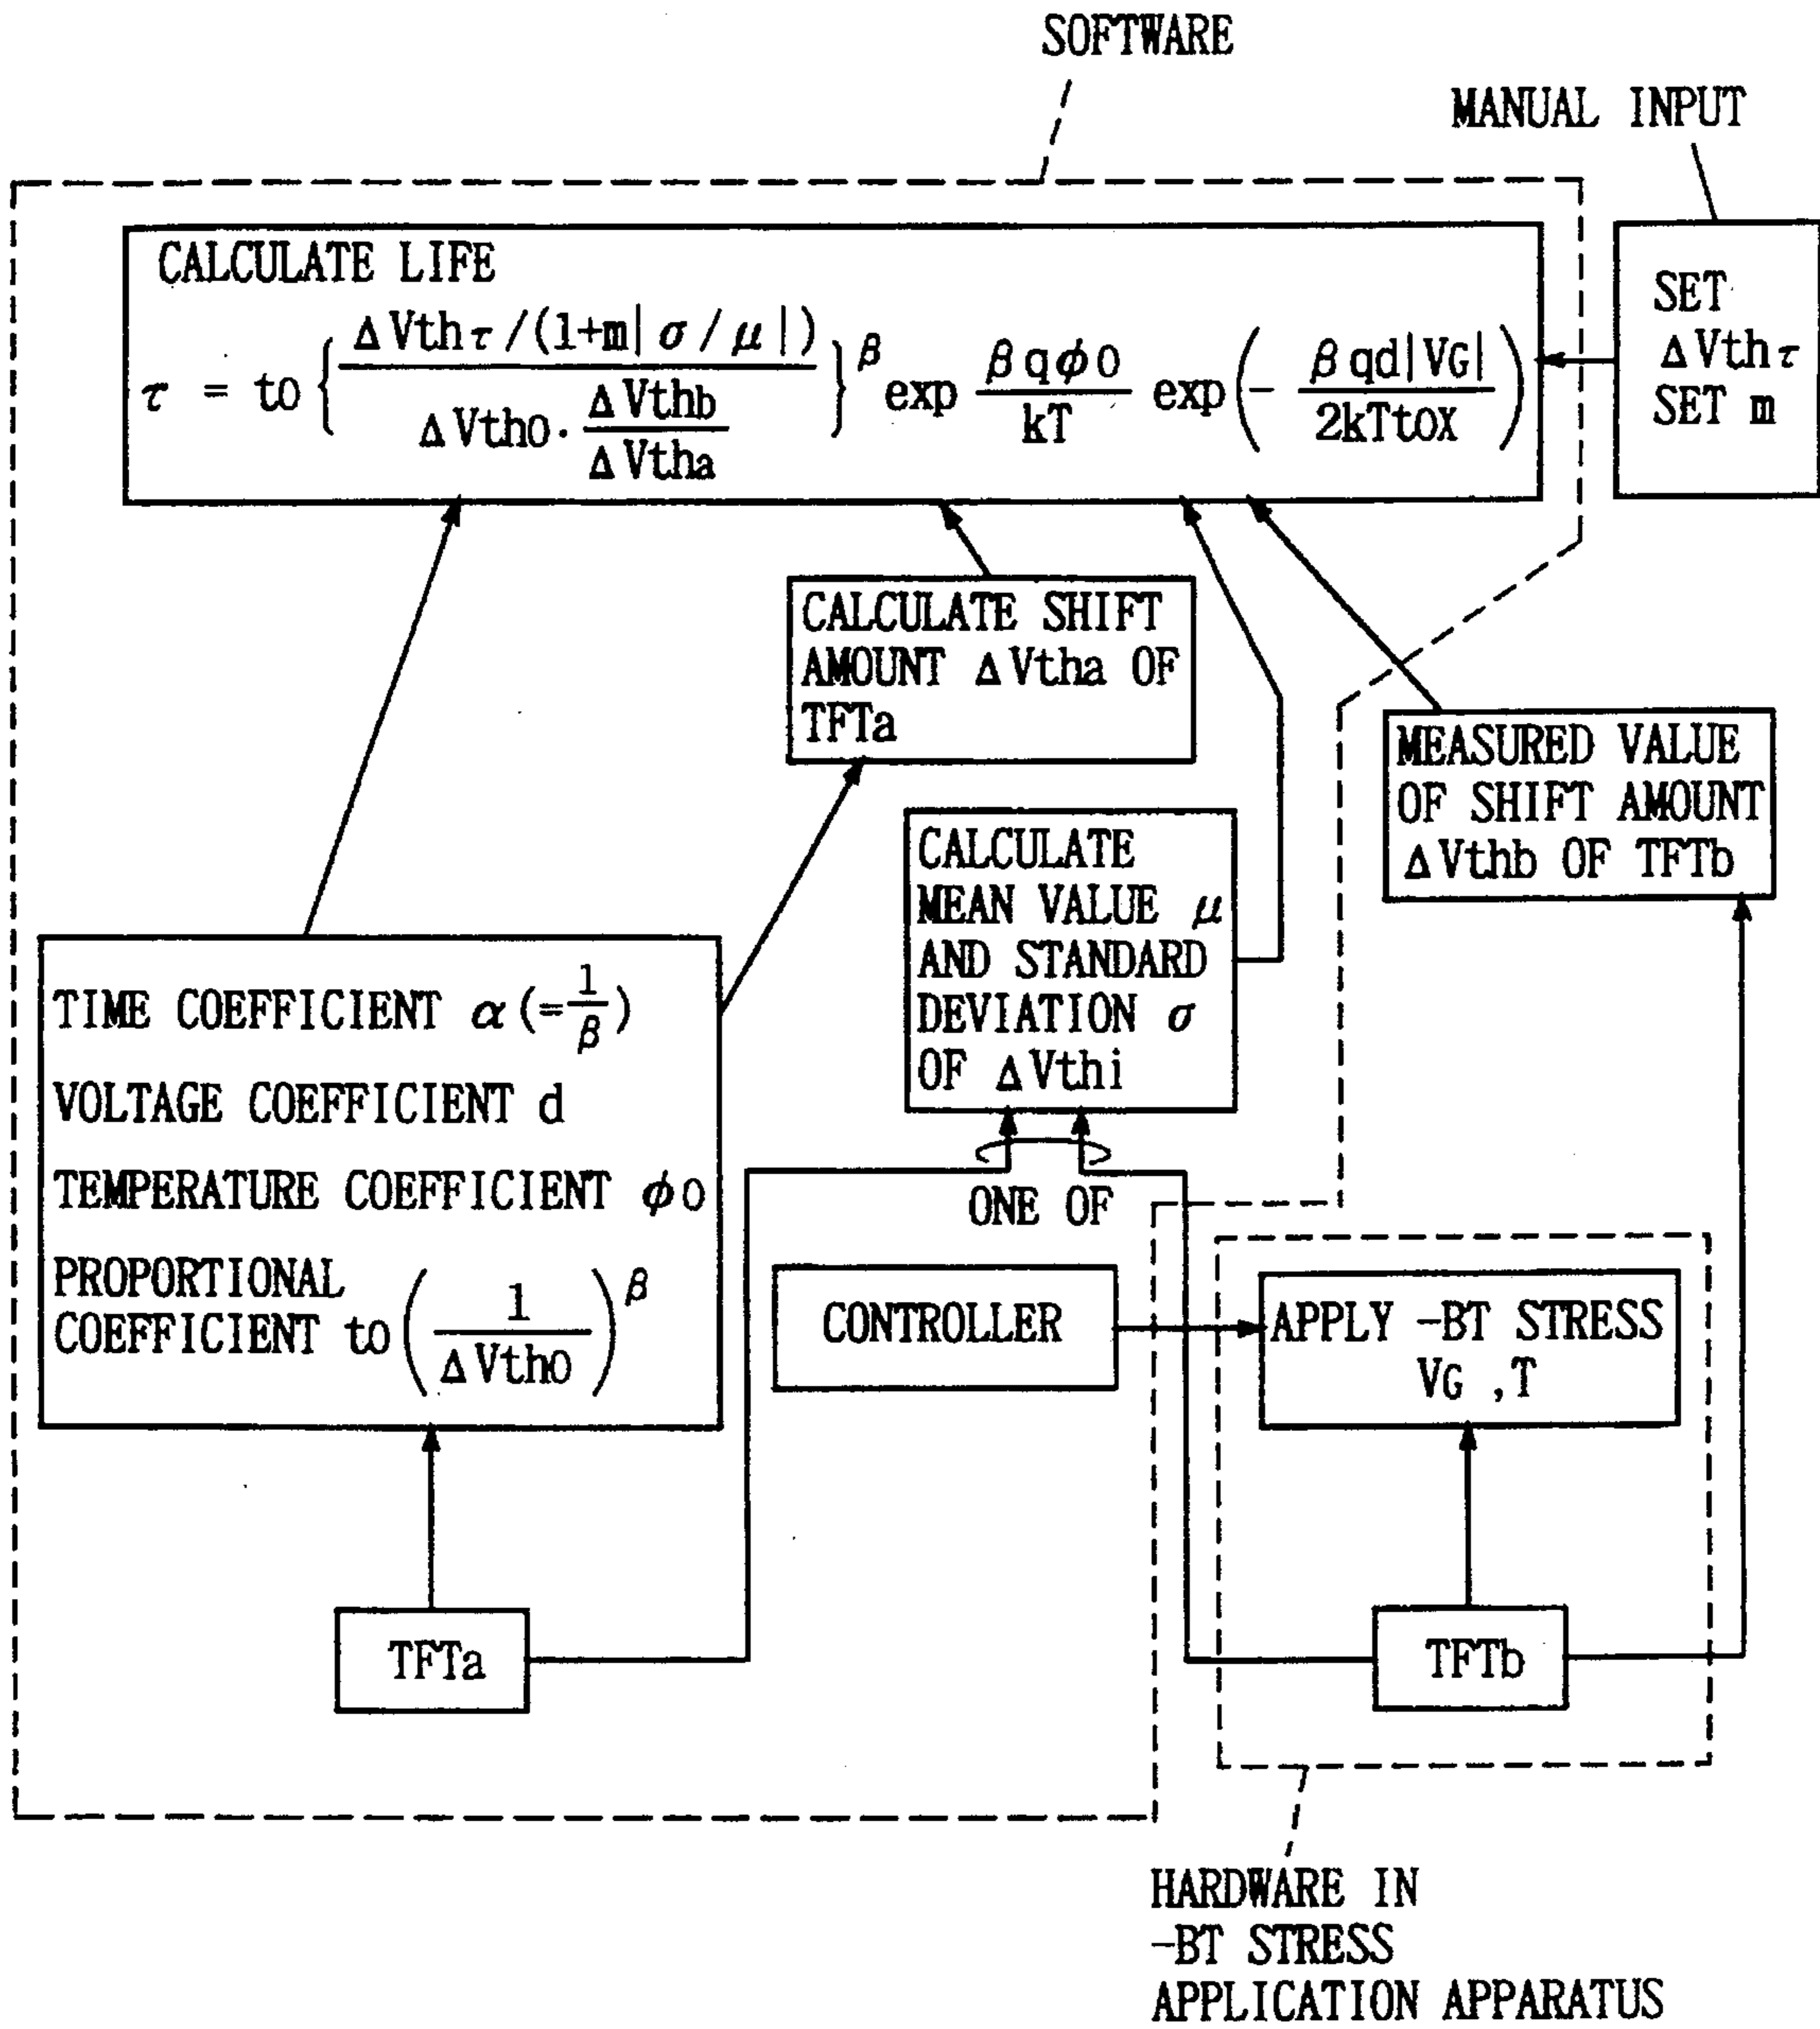 SOFTWARE
MANUAL INPUT
CALCULATE LIFE
τ = to { ΔVthτ/(1+m|σ/μ|) / (ΔVtho·ΔVthb/ΔVtha) }^β exp βqφ0/kT exp(- βqd|VG|/2kTtox)
SET
ΔVthτ
SET m
CALCULATE SHIFT
AMOUNT ΔVtha OF
TFTa
MEASURED VALUE
OF SHIFT AMOUNT
ΔVthb OF TFTb
CALCULATE
MEAN VALUE μ
AND STANDARD
DEVIATION σ
OF ΔVthi
TIME COEFFICIENT α(=1/β)
VOLTAGE COEFFICIENT d
TEMPERATURE COEFFICIENT φ0
PROPORTIONAL
COEFFICIENT to(1/ΔVtho)^β
ONE OF
CONTROLLER
APPLY -BT STRESS
VG ,T
TFTa
TFTb
HARDWARE IN
-BT STRESS
APPLICATION APPARATUS